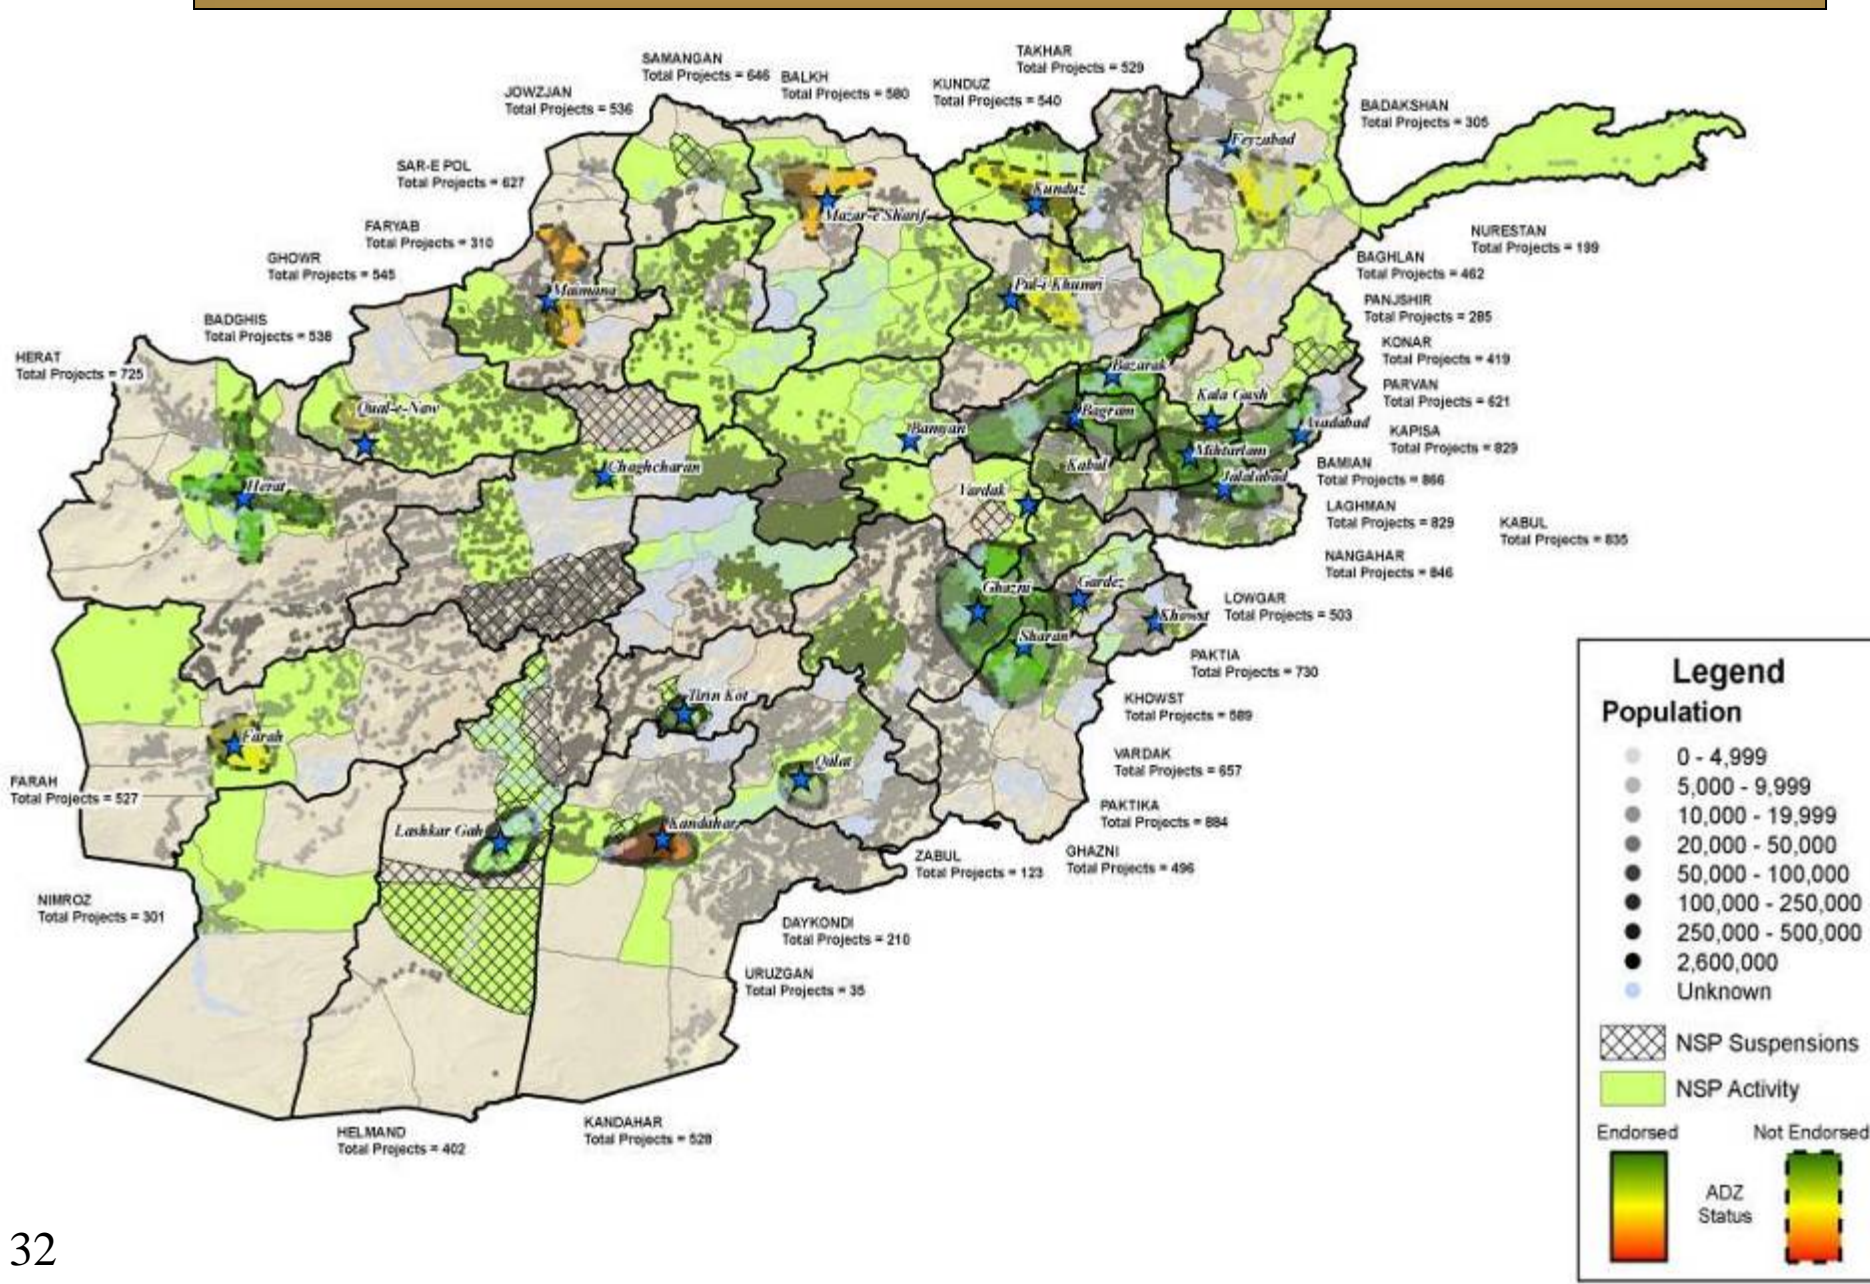 SAMANGAN
Total Projects = 646
BALKH
Total Projects = 580
TAKHAR
Total Projects = 529
KUNDUZ
Total Projects = 540
JOWZJAN
Total Projects = 536
BADAKSHAN
Total Projects = 305
SAR-E POL
Total Projects = 627
FARYAB
Total Projects = 310
GHOWR
Total Projects = 545
BADGHIS
Total Projects = 538
HERAT
Total Projects = 725
NURESTAN
Total Projects = 199
BAGHLAN
Total Projects = 462
PANJSHIR
Total Projects = 285
KONAR
Total Projects = 419
PARVAN
Total Projects = 621
KAPISA
Total Projects = 829
BAMIAN
Total Projects = 866
LAGHMAN
Total Projects = 829
KABUL
Total Projects = 835
NANGAHAR
Total Projects = 846
LOWGAR
Total Projects = 503
PAKTIA
Total Projects = 730
KHOWST
Total Projects = 589
VARDAK
Total Projects = 657
PAKTIKA
Total Projects = 884
GHAZNI
Total Projects = 496
ZABUL
Total Projects = 123
DAYKONDI
Total Projects = 210
URUZGAN
Total Projects = 35
KANDAHAR
Total Projects = 528
HELMAND
Total Projects = 402
NIMROZ
Total Projects = 301
FARAH
Total Projects = 527
Feyzabad
Kunduz
Mazar-e Sharif
Maimana
Pul-i-Khumri
Bazarak
Qual-e-Naw
Kala Gush
Bagram
Asadabad
Bamyan
Mihtarlam
Kabul
Chaghcharan
Jalalabad
Herat
Vardak
Ghazni
Gardez
Khowst
Sharan
Tirin Kot
Farah
Qalat
Lashkar Gah
Kandahar
Legend
Population
0 - 4,999
5,000 - 9,999
10,000 - 19,999
20,000 - 50,000
50,000 - 100,000
100,000 - 250,000
250,000 - 500,000
2,600,000
Unknown
NSP Suspensions
NSP Activity
Endorsed
Not Endorsed
ADZ
Status
32